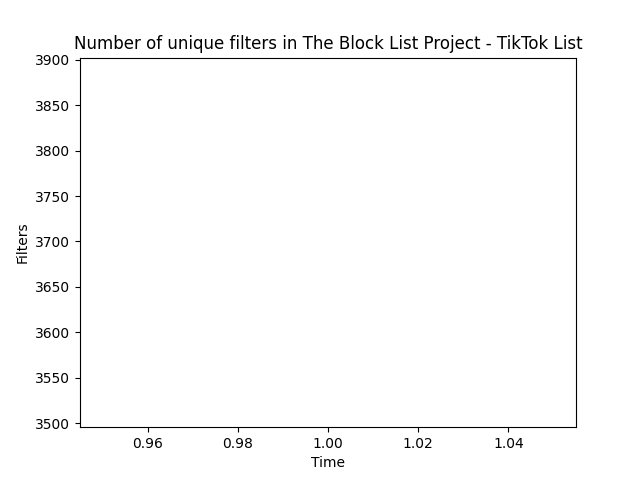 Number of unique filters in The Block List Project - TikTok List
3900
3850
3800
3750
3700
3650
3600
3550
3500
Filters
0.96 0.98 1.00 1.02 1.04
Time